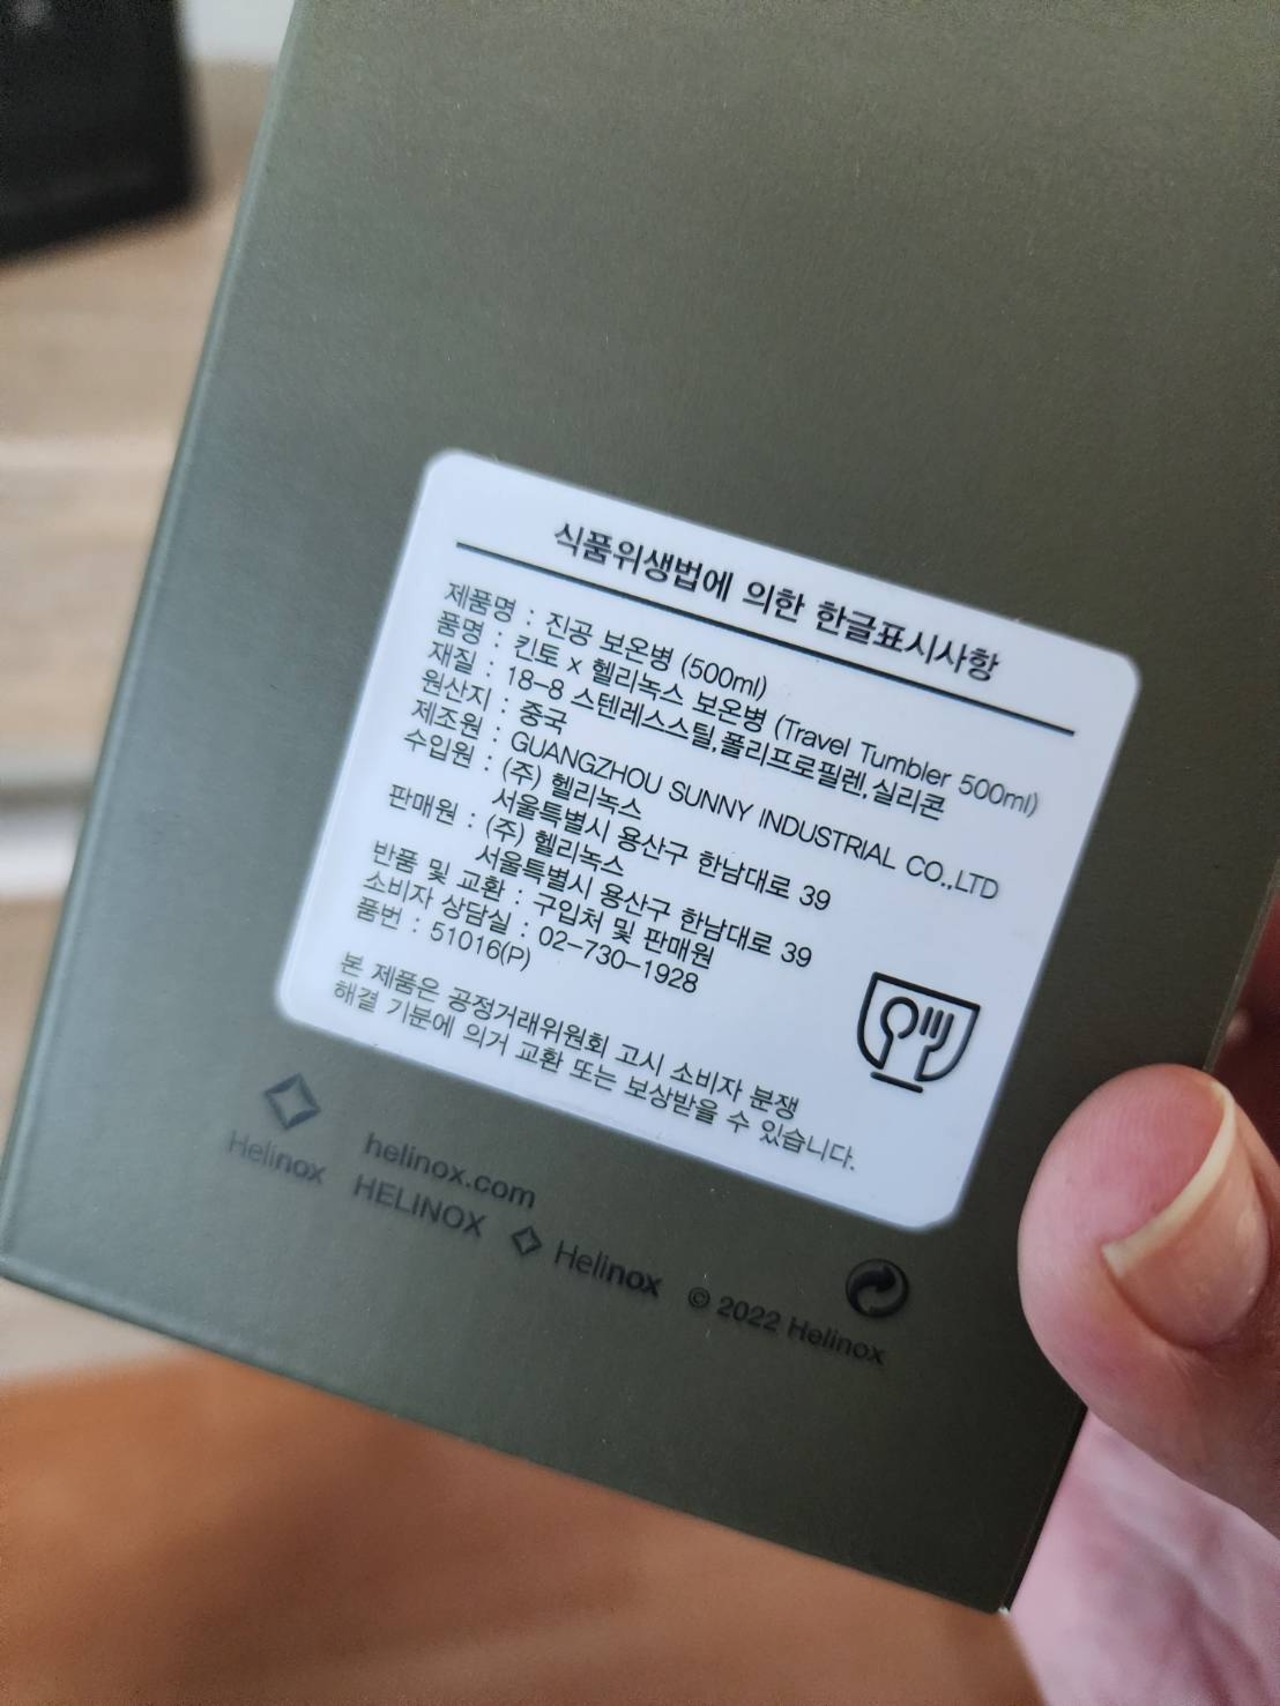 식품위생법에 의한 한글표시사항
제품명 : 진공 보온병 (500ml)
품명 : 킨토 x 헬리녹스 보온병 (Travel Tumbler 500ml)
재질 : 18-8 스텐레스스틸,폴리프로필렌,실리콘
원산지 : 중국
제조원 : GUANGZHOU SUNNY INDUSTRIAL CO.,LTD
수입원 : (주) 헬리녹스
서울특별시 용산구 한남대로 39
판매원 : (주) 헬리녹스
서울특별시 용산구 한남대로 39
반품 및 교환 : 구입처 및 판매원
소비자 상담실 : 02-730-1928
품번 : 51016(P)
본 제품은 공정거래위원회 고시 소비자 분쟁
해결 기분에 의거 교환 또는 보상받을 수 있습니다.
helinox.com
Helinox HELINOX Helinox © 2022 Helinox